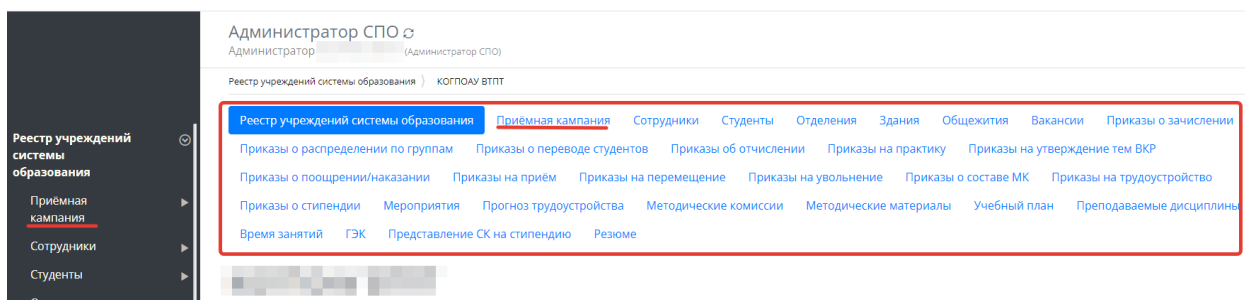 Администратор СПО
Администратор (Администратор СПО)
Реестр учреждений системы образования 〉 КОГПОАУ ВТПТ
Реестр учреждений системы образования
Приёмная кампания
Сотрудники
Студенты
Реестр учреждений системы образования Приёмная кампания Сотрудники Студенты Отделения Здания Общежития Вакансии Приказы о зачислении
Приказы о распределении по группам Приказы о переводе студентов Приказы об отчислении Приказы на практику Приказы на утверждение тем ВКР
Приказы о поощрении/наказании Приказы на приём Приказы на перемещение Приказы на увольнение Приказы о составе МК Приказы на трудоустройство
Приказы о стипендии Мероприятия Прогноз трудоустройства Методические комиссии Методические материалы Учебный план Преподаваемые дисциплины
Время занятий ГЭК Представление СК на стипендию Резюме